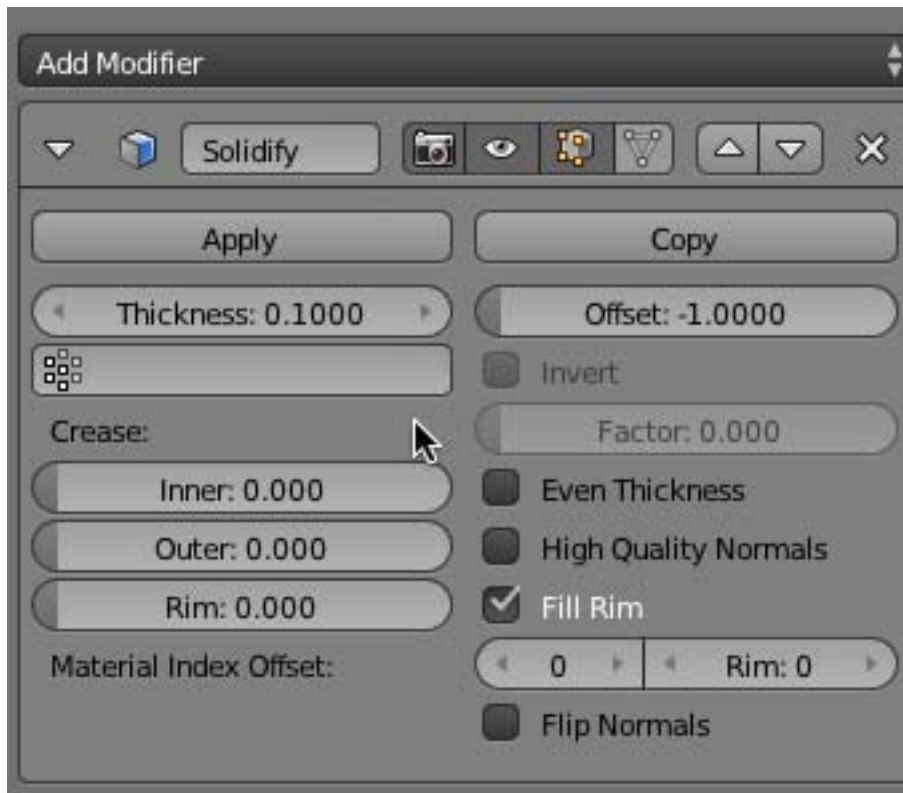 Add Modifier
Solidify
Apply
Copy
Thickness: 0.1000
Offset: -1.0000
Invert
Crease:
Factor: 0.000
Inner: 0.000
Even Thickness
Outer: 0.000
High Quality Normals
Rim: 0.000
Fill Rim
Material Index Offset:
0
Rim: 0
Flip Normals